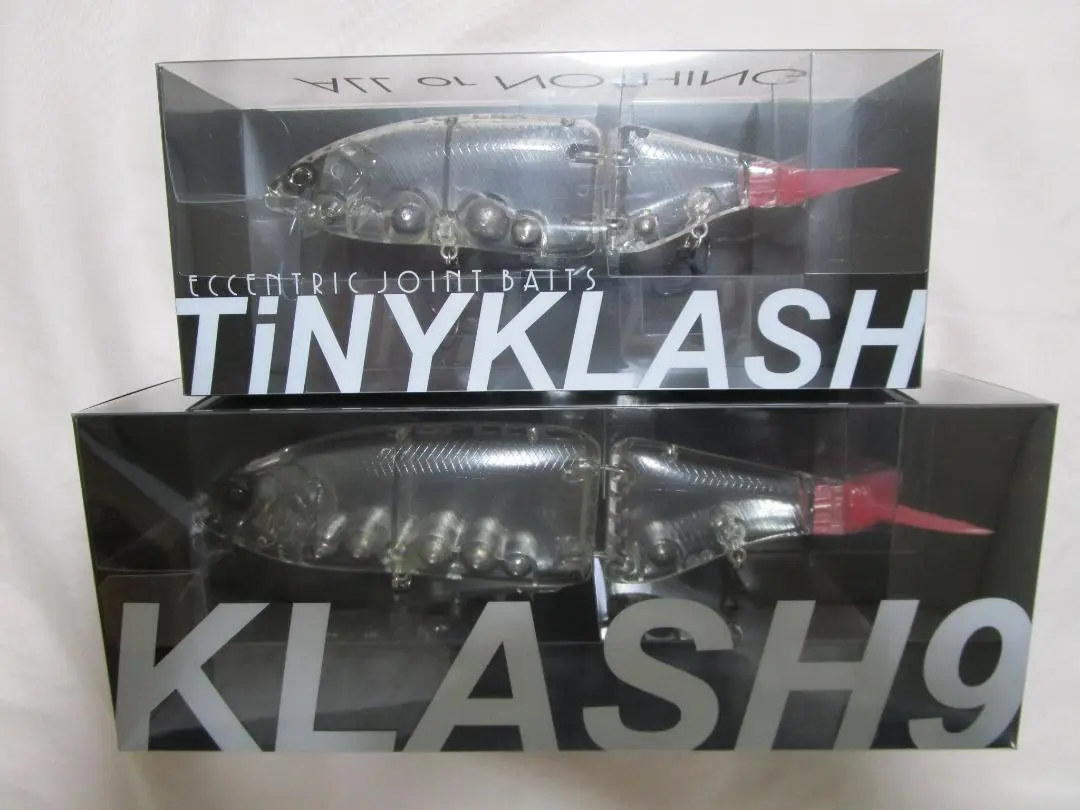 ALL or NOTHING
ECCENTRIC JOINT BAITS
TiNYKLASH
KLASH9